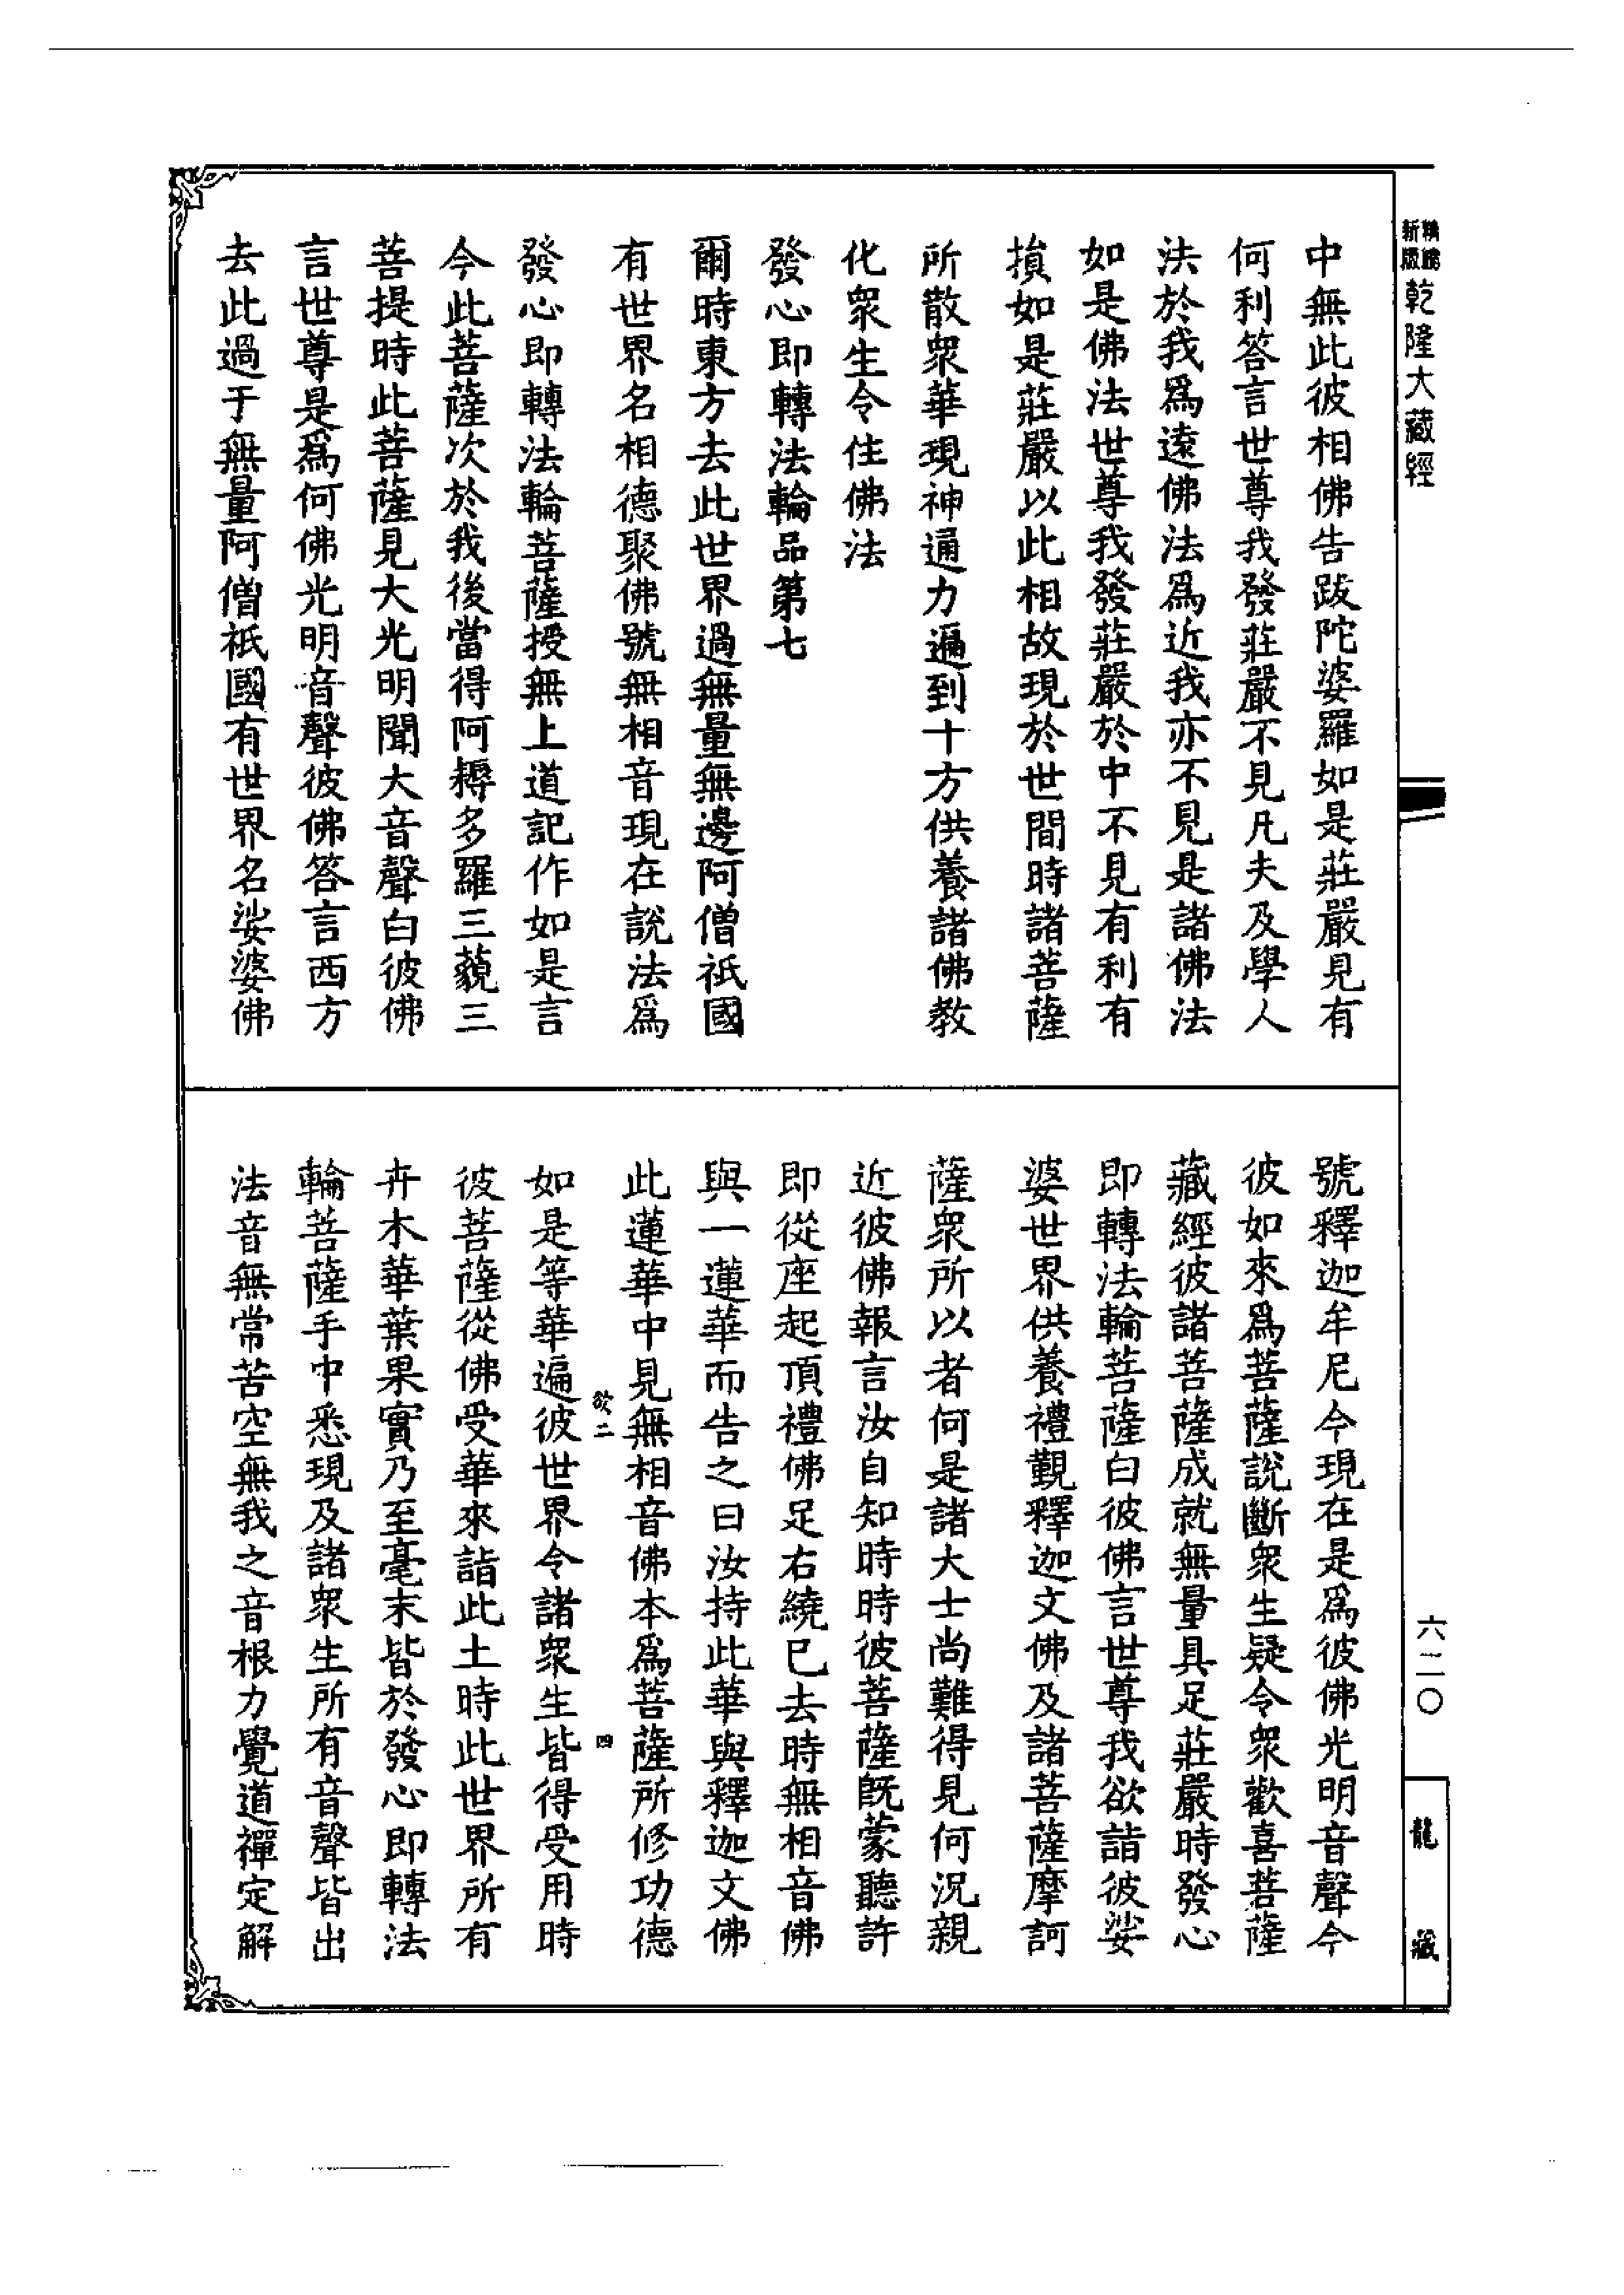 精縮新版乾隆大藏經
中無此彼相佛告跋陀婆羅如是莊嚴見有
何利答言世尊我發莊嚴不見凡夫及學人
法於我爲遠佛法爲近我亦不見是諸佛法
如是佛法世尊我發莊嚴於中不見有利有
損如是莊嚴以此相故現於世間時諸菩薩
所散衆華現神通力遍到十方供養諸佛教
化衆生令住佛法
發心即轉法輪品第七
爾時東方去此世界過無量無邊阿僧祇國
有世界名相德聚佛號無相音現在說法爲
發心即轉法輪菩薩授無上道記作如是言
今此菩薩次於我後當得阿耨多羅三藐三
菩提時此菩薩見大光明聞大音聲白彼佛
言世尊是爲何佛光明音聲彼佛答言西方
去此過于無量阿僧祇國有世界名娑婆佛
號釋迦牟尼今現在是爲彼佛光明音聲今
彼如來爲菩薩說斷衆生疑令衆歡喜菩薩
藏經彼諸菩薩成就無量具足莊嚴時發心
即轉法輪菩薩白彼佛言世尊我欲詣彼娑
婆世界供養禮覲釋迦文佛及諸菩薩摩訶
薩衆所以者何是諸大士尚難得見何況親
近彼佛報言汝自知時時彼菩薩既蒙聽許
即從座起頂禮佛足右繞已去時無相音佛
與一蓮華而告之曰汝持此華與釋迦文佛
此蓮華中見無相音佛本爲菩薩所修功德
欲二 四
如是等華遍彼世界令諸衆生皆得受用時
彼菩薩從佛受華來詣此土時此世界所有
卉木華葉果實乃至毫末皆於發心即轉法
輪菩薩手中悉現及諸衆生所有音聲皆出
法音無常苦空無我之音根力覺道禪定解
六二〇
龍藏